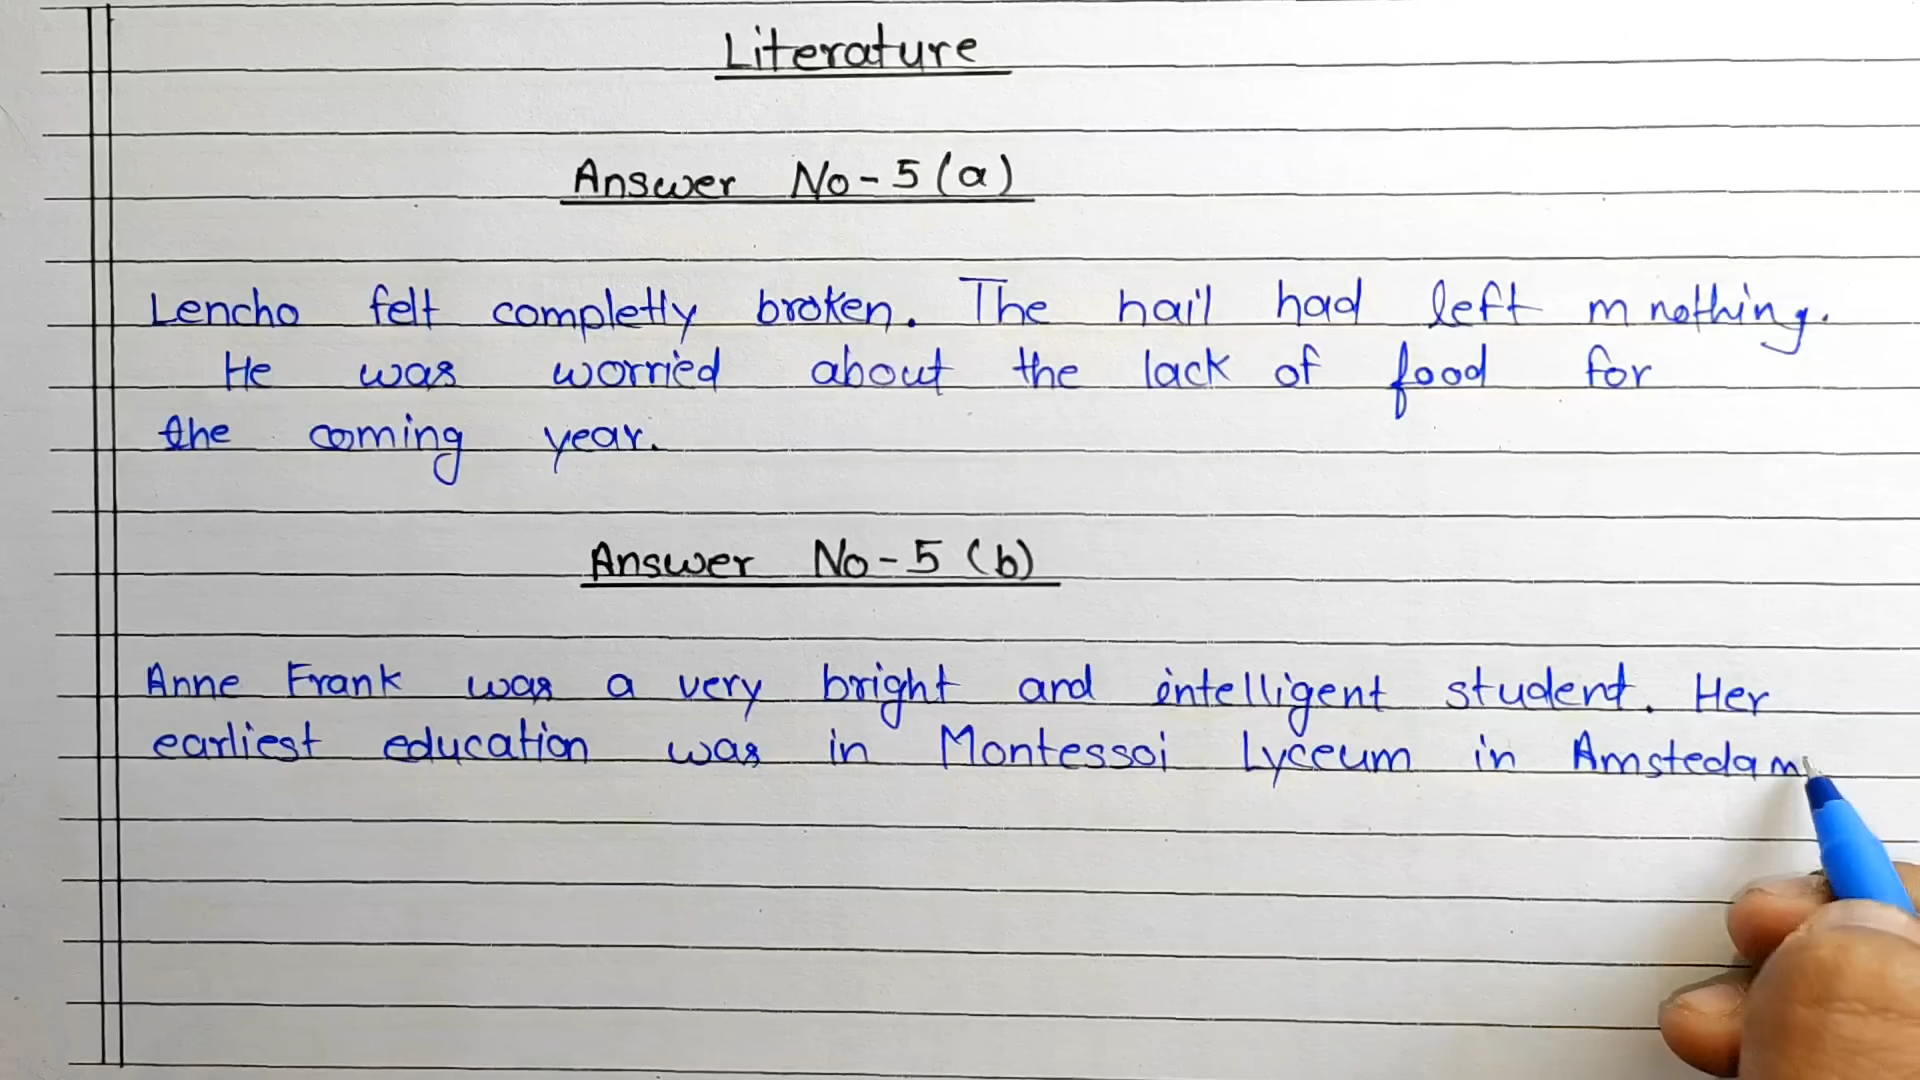 Literature
Answer No-5(a)
Lencho felt completly broken. The hail had left m nothing.
He was worried about the lack of food for
the coming year.
Answer No-5 (b)
Anne Frank was a very bright and intelligent student. Her
earliest education was in Montessoi Lyceum in Amstedam